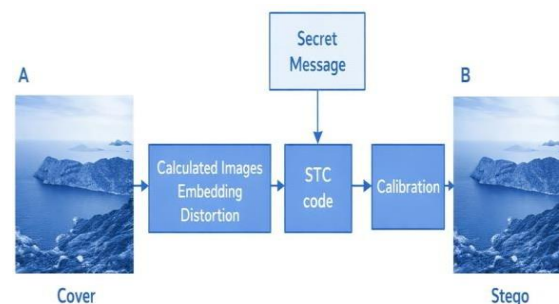 Secret
Message
A
B
Calculated Images
Embedding
Distortion
STC
code
Calibration
Cover
Stego